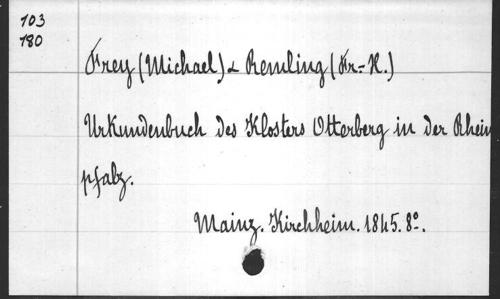 103
180
Frey (Michael) & Remling (Fr.-X.)
Urkundenbuch des Klosters Otterberg in der Rhein
pfalz.
Mainz. Kirchheim. 1845. 8°.